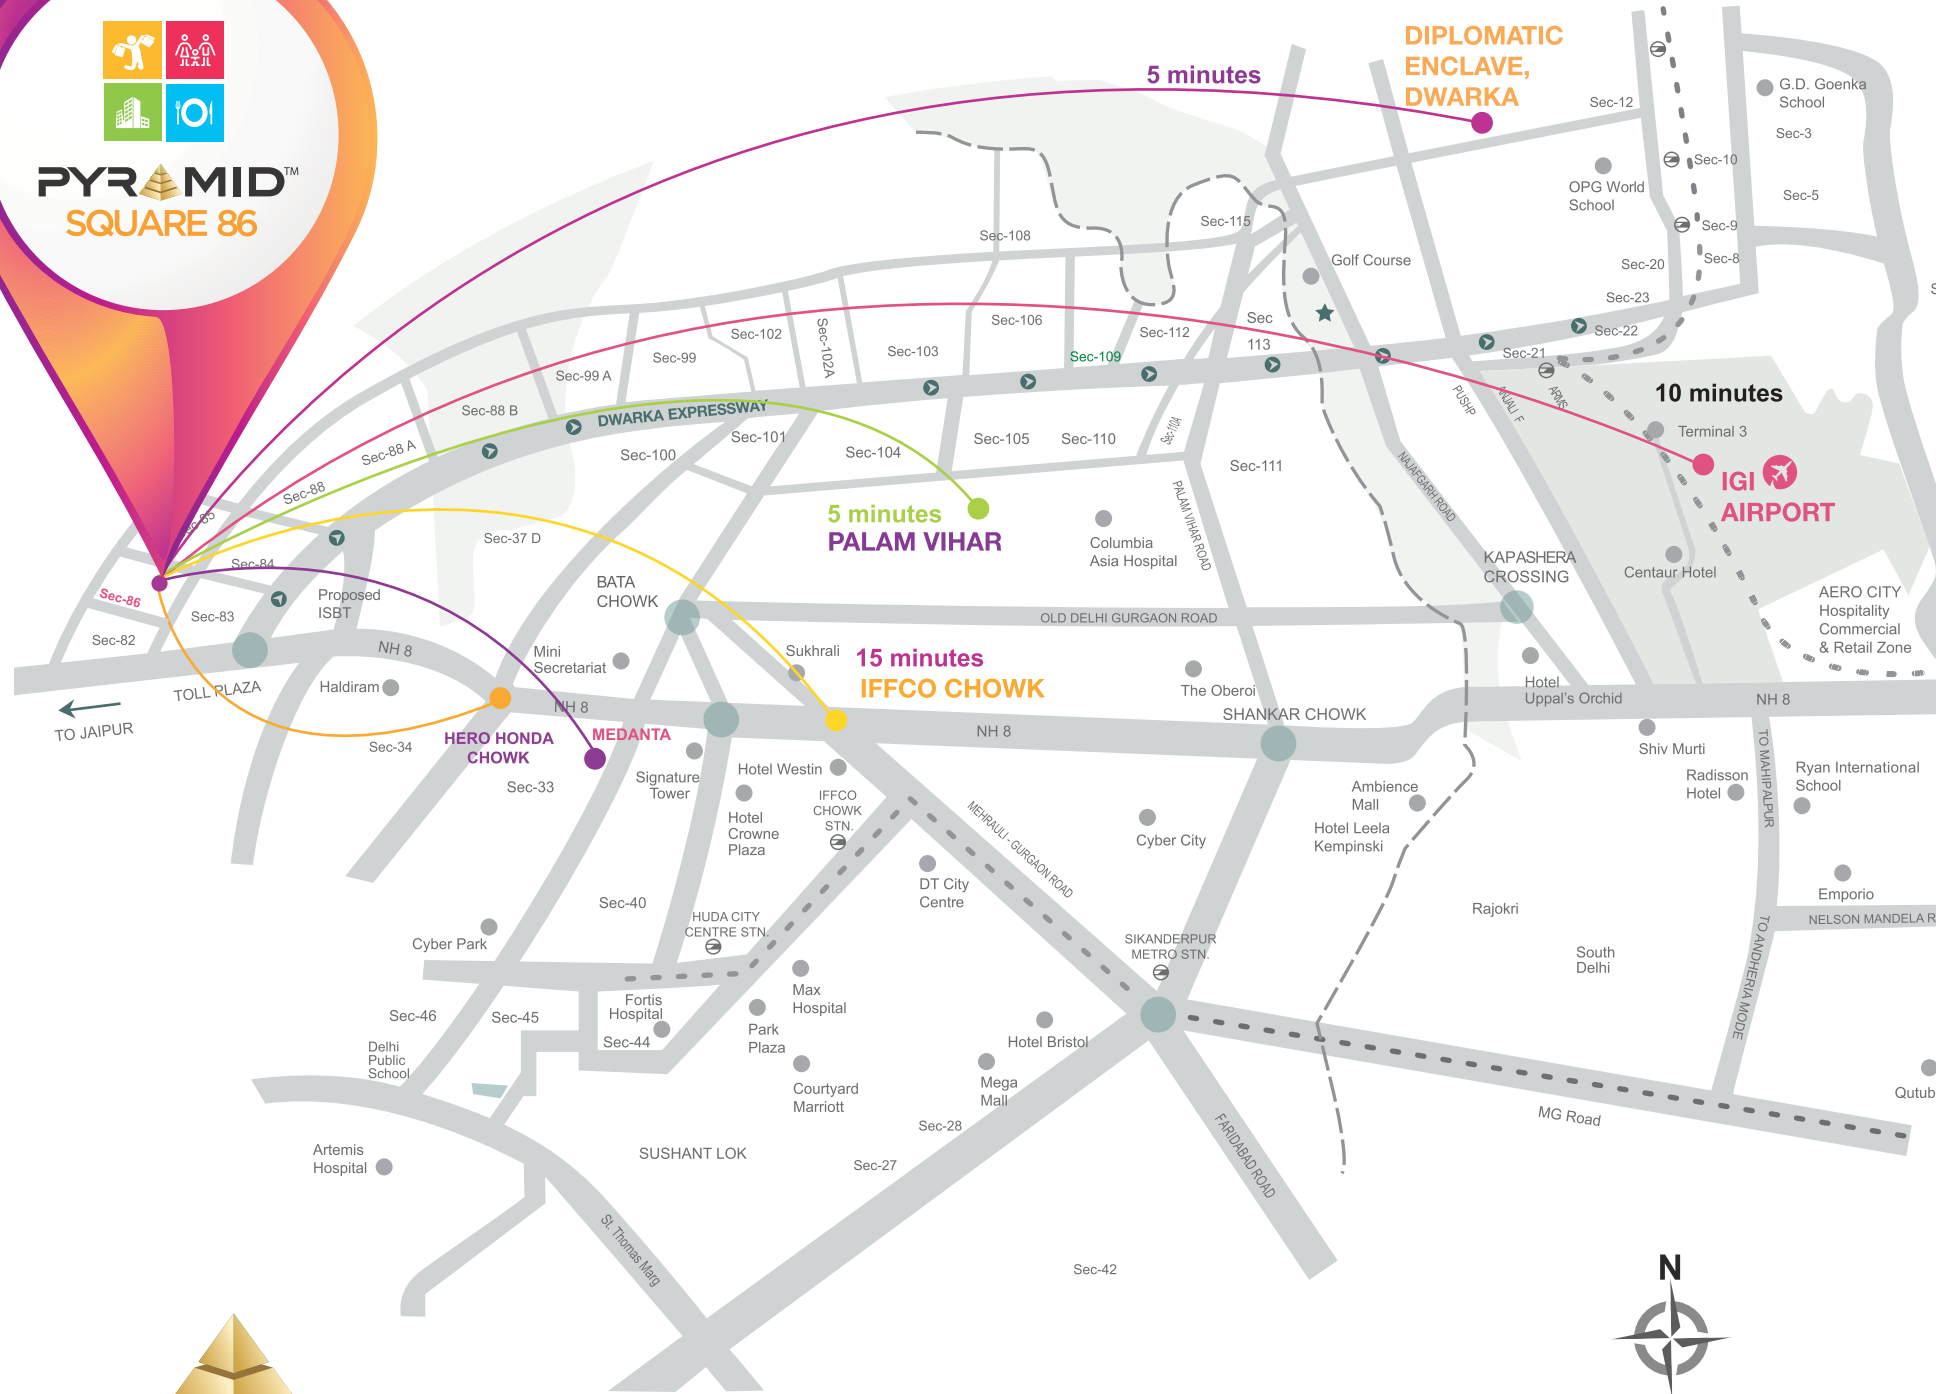 PYRAMID™
SQUARE 86
5 minutes
DIPLOMATIC
ENCLAVE,
DWARKA
Sec-12
G.D. Goenka
School
Sec-3
Sec-10
OPG World
School
Sec-5
Sec-9
Sec-115
Sec-108
Golf Course
Sec-20
Sec-8
Sec-23
Sec-22
Sec-21
Sec
113
Sec-112
Sec-106
Sec-109
Sec-103
Sec-102A
Sec-102
Sec-99
Sec-99 A
Sec-88 B
DWARKA EXPRESSWAY
Sec-88 A
Sec-88
Sec-101
Sec-100
Sec-104
Sec-105
Sec-110
Sec-110A
Sec-111
PUSHP
ANJALI F
ARMS
10 minutes
Terminal 3
IGI
AIRPORT
NAJAFGARH ROAD
PALAM VIHAR ROAD
5 minutes
PALAM VIHAR
Columbia
Asia Hospital
Sec-37 D
Sec-84
Sec-86
Sec-83
Sec-82
Proposed
ISBT
BATA
CHOWK
OLD DELHI GURGAON ROAD
KAPASHERA
CROSSING
Centaur Hotel
AERO CITY
Hospitality
Commercial
& Retail Zone
NH 8
Mini
Secretariat
Sukhrali
15 minutes
IFFCO CHOWK
The Oberoi
SHANKAR CHOWK
Hotel
Uppal's Orchid
NH 8
TOLL PLAZA
Haldiram
TO JAIPUR
NH 8
NH 8
Sec-34
HERO HONDA
CHOWK
MEDANTA
Sec-33
Signature
Tower
Hotel Westin
IFFCO
CHOWK
STN.
Hotel
Crowne
Plaza
MEHRAULI - GURGAON ROAD
Cyber City
Ambience
Mall
Hotel Leela
Kempinski
Shiv Murti
Radisson
Hotel
TO MAHIPALPUR
Ryan International
School
DT City
Centre
Emporio
NELSON MANDELA R
Rajokri
South
Delhi
TO ANDHERIA MODE
Sec-40
HUDA CITY
CENTRE STN.
Cyber Park
SIKANDERPUR
METRO STN.
Max
Hospital
Fortis
Hospital
Sec-44
Park
Plaza
Sec-46
Sec-45
Delhi
Public
School
Hotel Bristol
Mega
Mall
Courtyard
Marriott
Qutub
MG Road
Sec-28
Sec-27
FARIDABAD ROAD
Artemis
Hospital
SUSHANT LOK
St. Thomas Marg
Sec-42
N